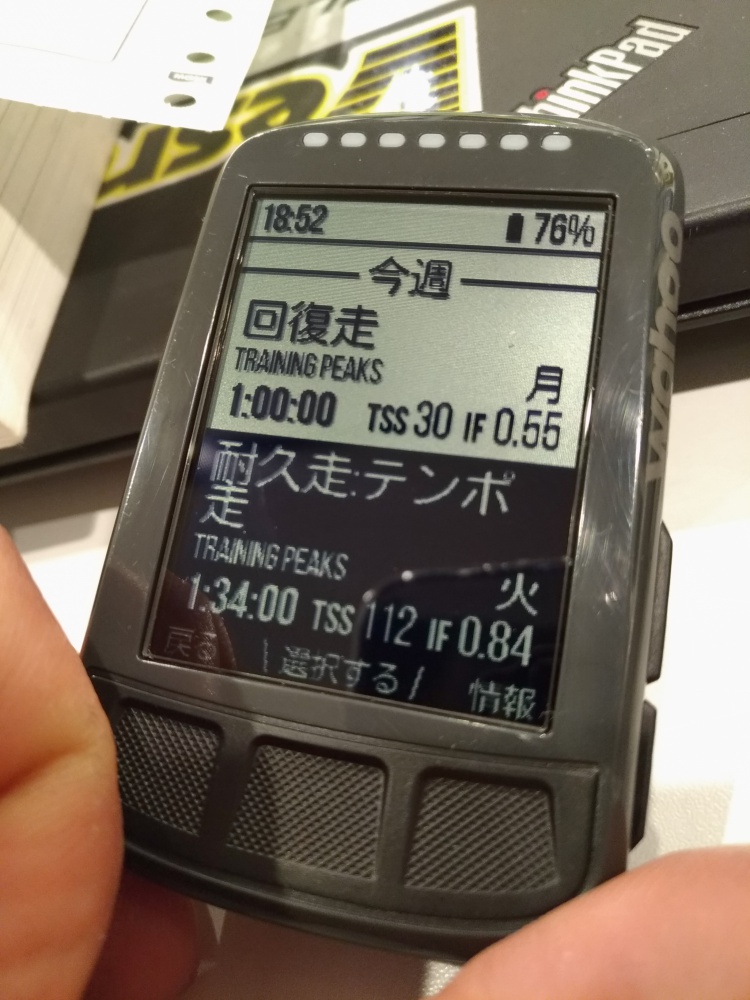 ThinkPad
wahoo
18:52 76%
今週
回復走
TRAINING PEAKS
月
1:00:00 TSS 30 IF 0.55
耐久走:テンポ
走
TRAINING PEAKS
火
1:34:00 TSS 112 IF 0.84
戻る 選択する 情報